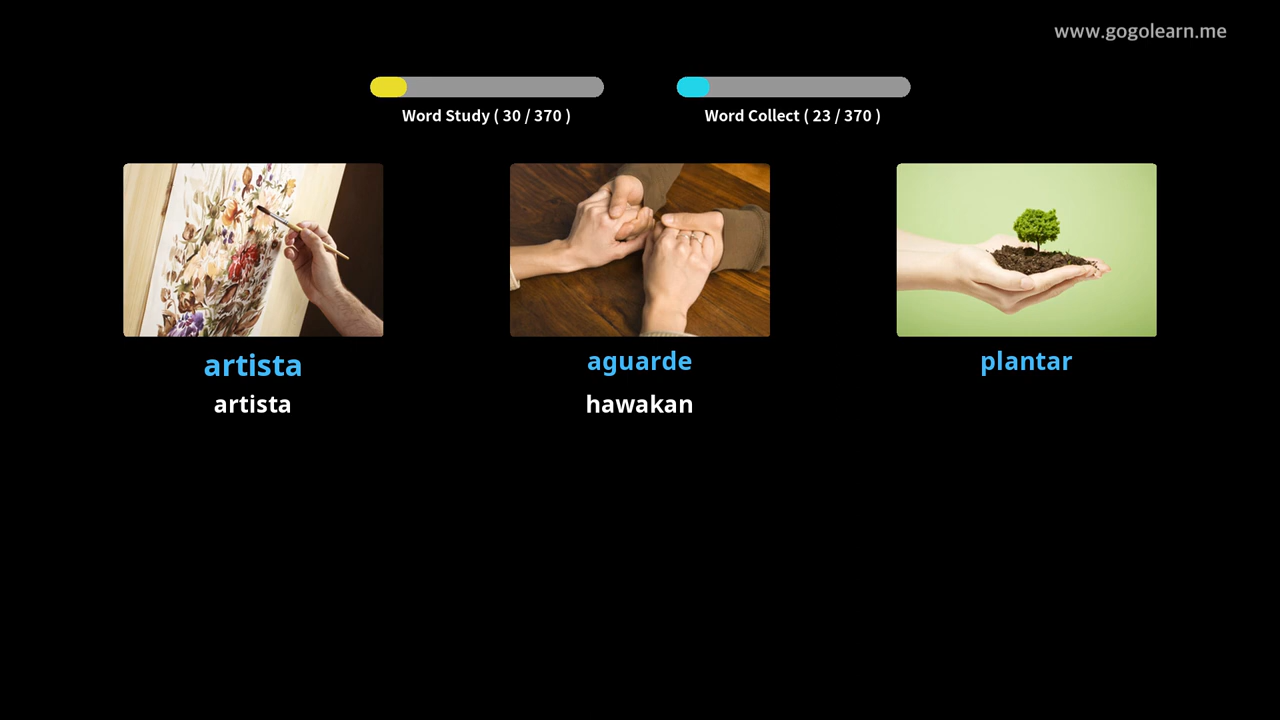 www.gogolearn.me
Word Study ( 30 / 370 )
Word Collect ( 23 / 370 )
artista
artista
aguarde
hawakan
plantar